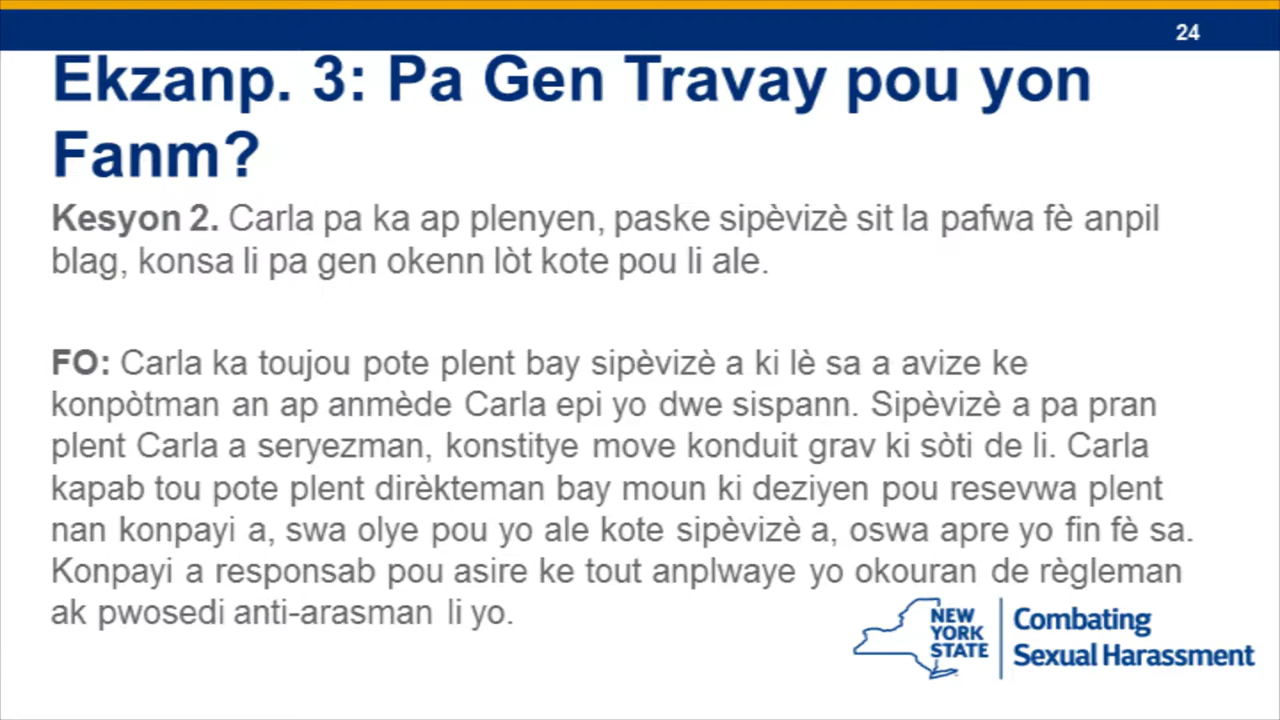 24
Ekzanp. 3: Pa Gen Travay pou yon
Fanm?
Kesyon 2. Carla pa ka ap plenyen, paske sipèvizè sit la pafwa fè anpil
blag, konsa li pa gen okenn lòt kote pou li ale.
FO: Carla ka toujou pote plent bay sipèvizè a ki lè sa a avize ke
konpòtman an ap anmède Carla epi yo dwe sispann. Sipèvizè a pa pran
plent Carla a seryezman, konstitye move konduit grav ki sòti de li. Carla
kapab tou pote plent dirèkteman bay moun ki deziyen pou resevwa plent
nan konpayi a, swa olye pou yo ale kote sipèvizè a, oswa apre yo fin fè sa.
Konpayi a responsab pou asire ke tout anplwaye yo okouran de règleman
ak pwosedi anti-arasman li yo.
NEW
YORK
STATE
Combating
Sexual Harassment